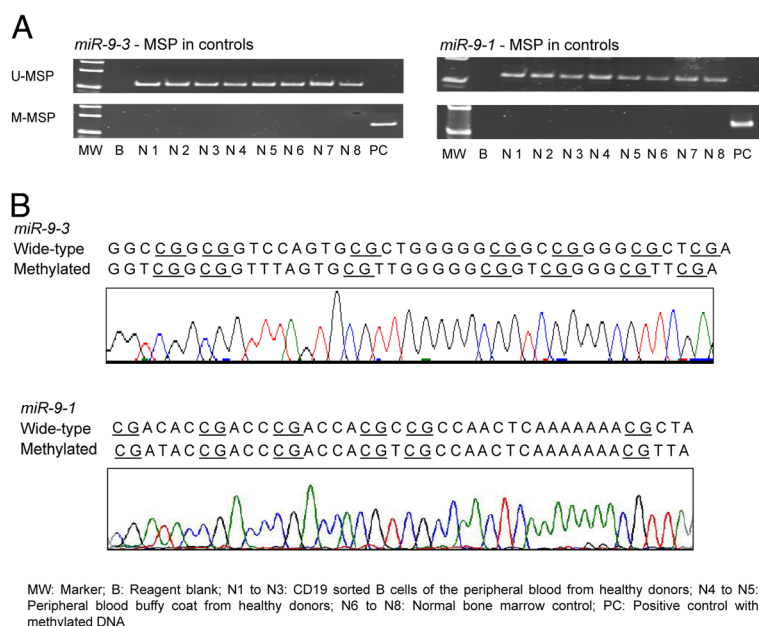 A
miR-9-3 - MSP in controls
miR-9-1 - MSP in controls
U-MSP
M-MSP
MW B N 1 N 2 N 3 N 4 N 5 N 6 N 7 N 8 PC
MW B N 1 N 2 N 3 N 4 N 5 N 6 N 7 N 8 PC
B
miR-9-3
Wide-type GGCCGGCGGTCCAGTGCGCTGGGGGCGGCCGGGGCGCTCGA
Methylated GGTCGGCGGTTTAGTGCGTTGGGGGCGGTCGGGGCGTTCGA
miR-9-1
Wide-type CGACACCGACCCGACCACGCCGCCAACTCAAAAAAACGCTA
Methylated CGATACCGACCCGACCACGTCGCCAACTCAAAAAAACGTTA
MW: Marker; B: Reagent blank; N1 to N3: CD19 sorted B cells of the peripheral blood from healthy donors; N4 to N5:
Peripheral blood buffy coat from healthy donors; N6 to N8: Normal bone marrow control; PC: Positive control with
methylated DNA